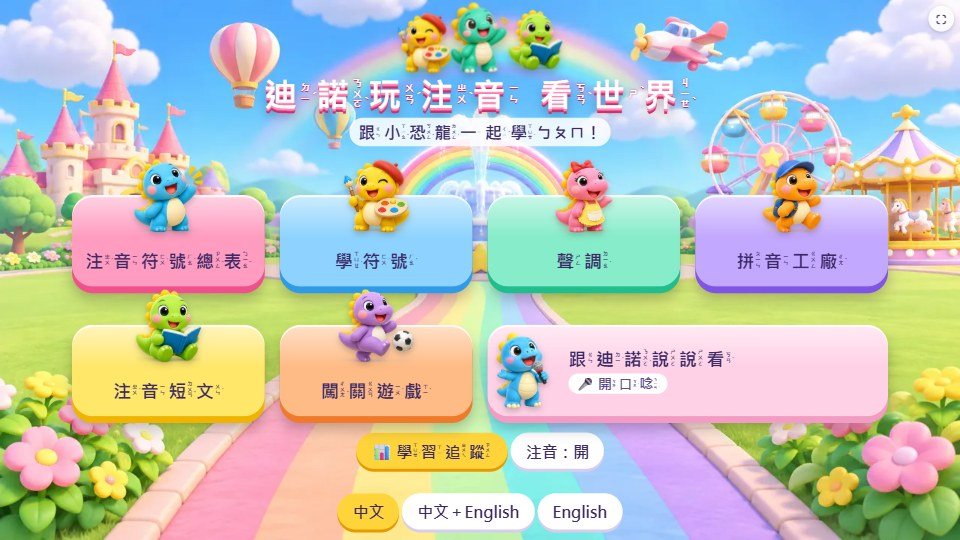 迪諾玩注音 看世界
跟小恐龍一起學ㄅㄆㄇ!
注音符號總表
學符號
聲調
拼音工廠
注音短文
闖關遊戲
跟迪諾說說看
開口唸
學習追蹤
注音:開
中文
中文+English
English